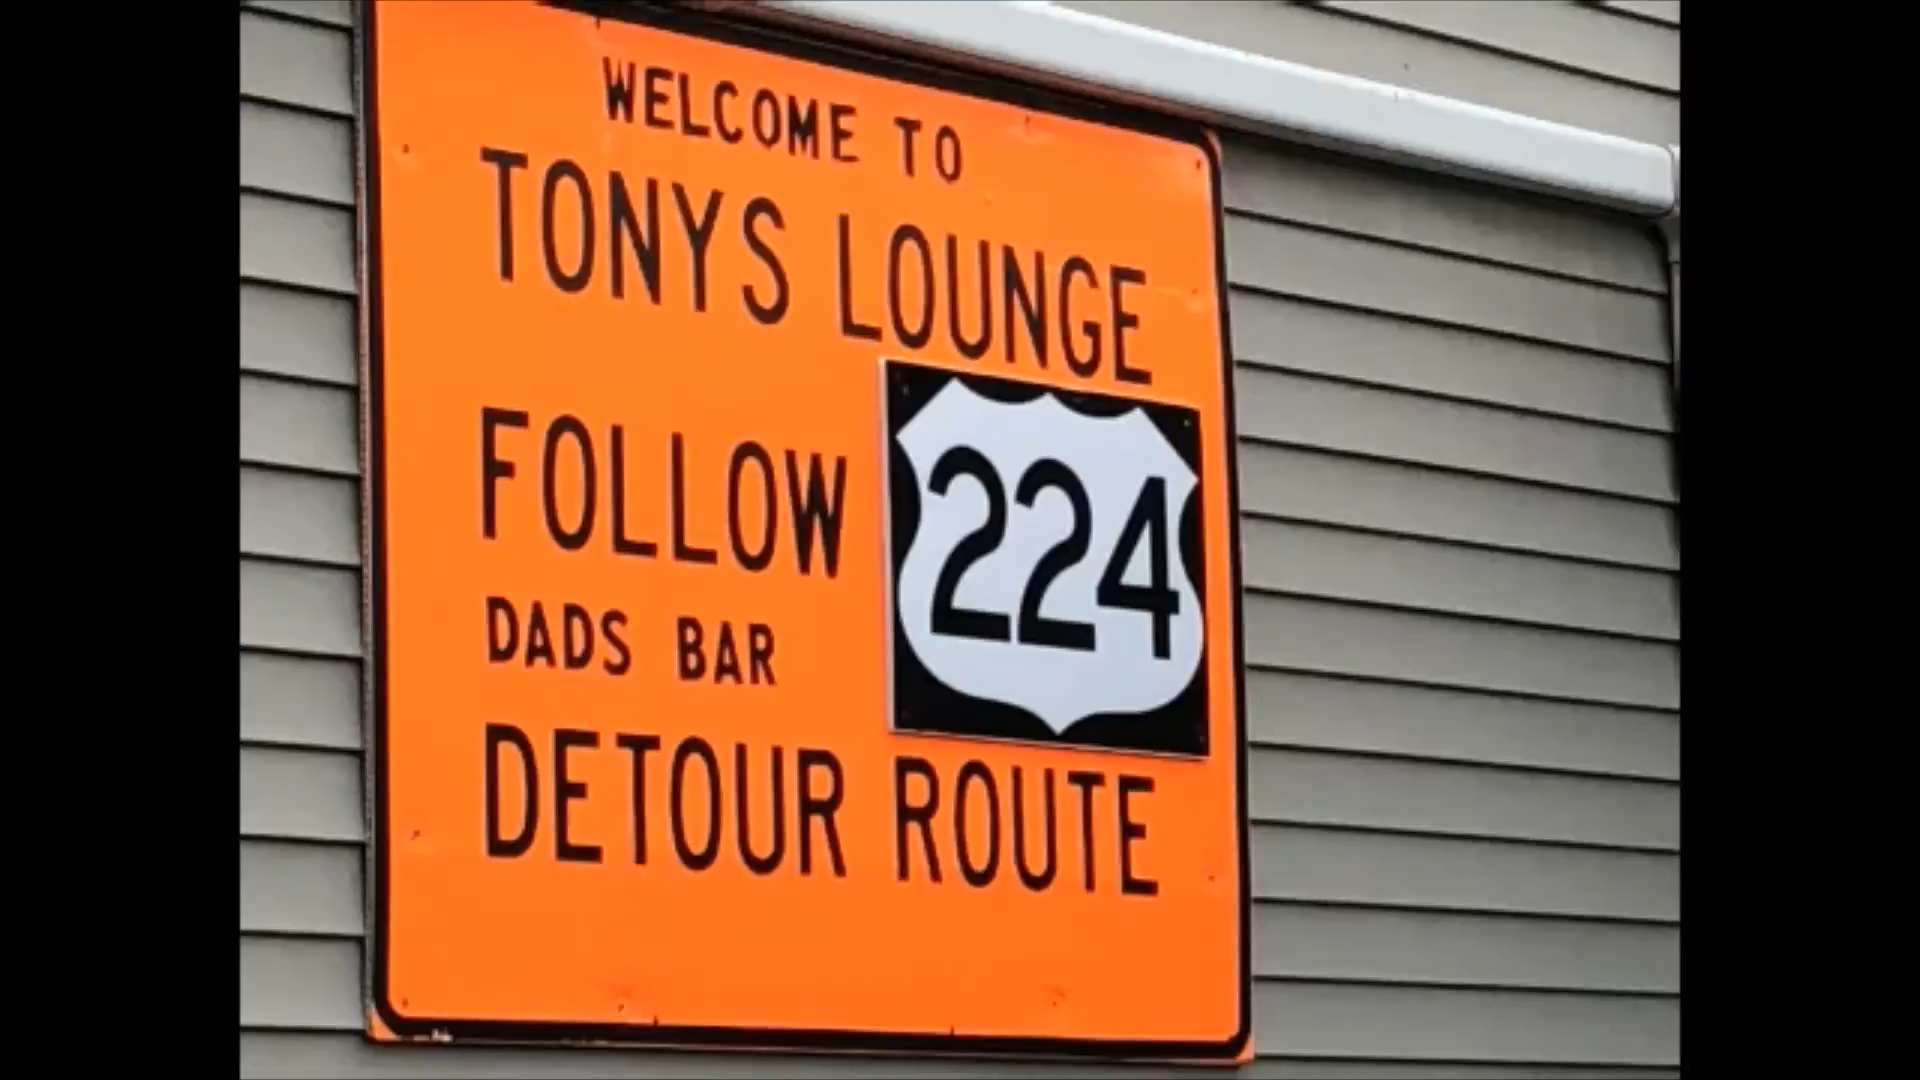 WELCOME TO
TONYS LOUNGE
FOLLOW 224
DADS BAR
DETOUR ROUTE